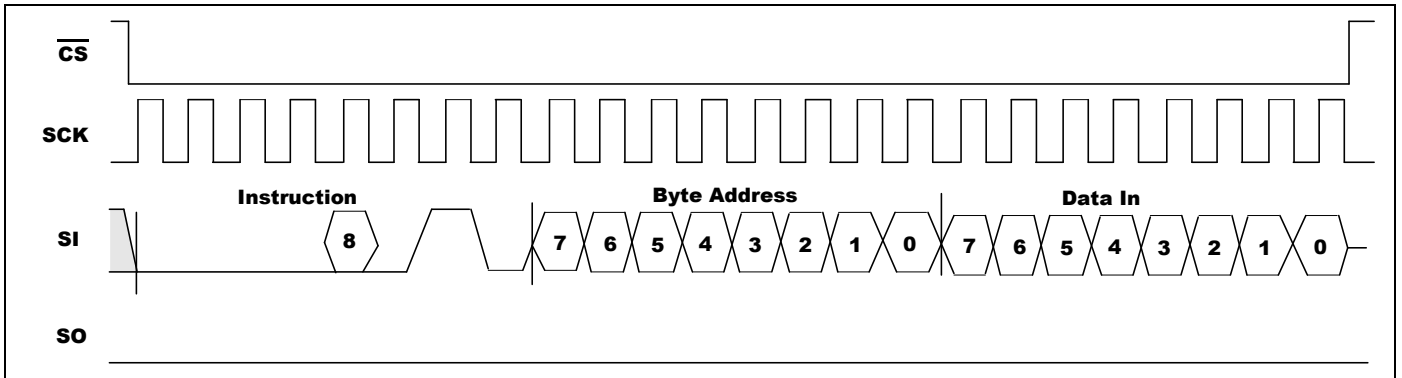 CS
SCK
Instruction Byte Address Data In
SI 8 7 6 5 4 3 2 1 0 7 6 5 4 3 2 1 0
SO